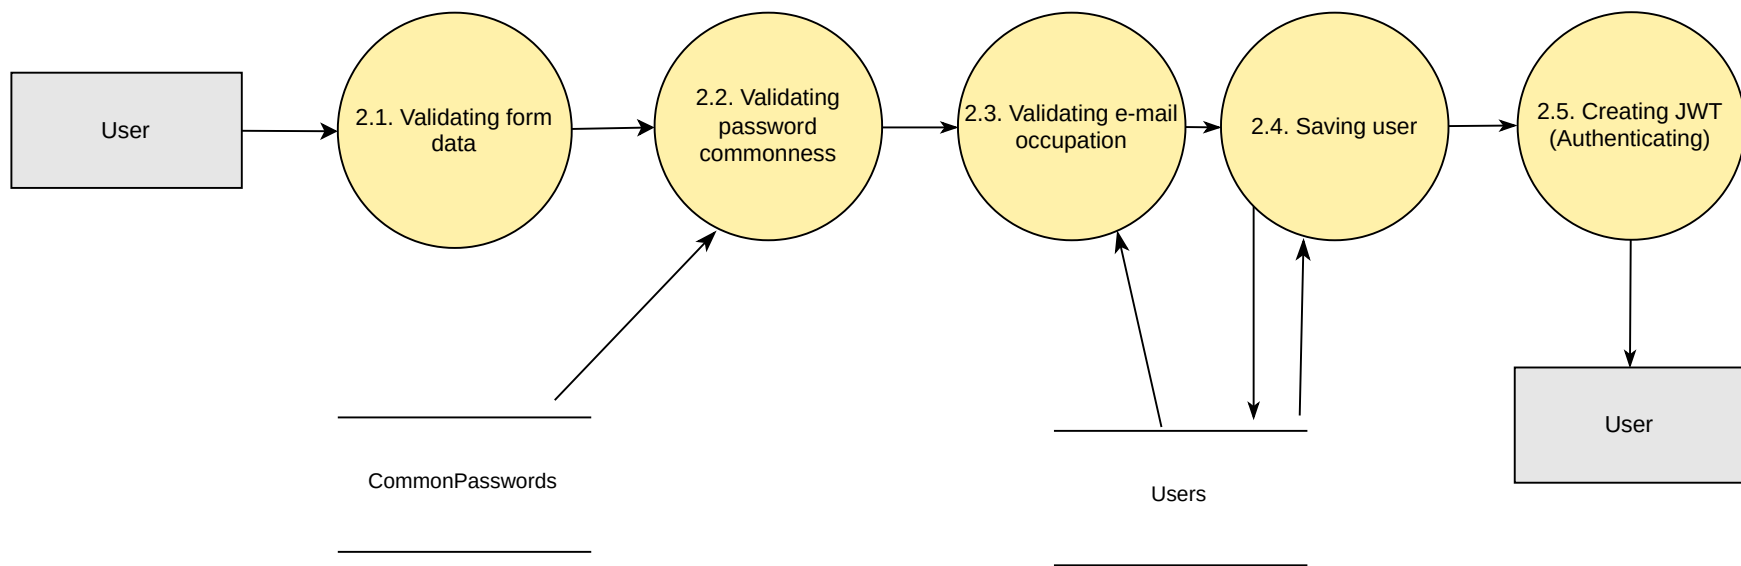 User
2.1. Validating form
data
2.2. Validating
password
commonness
2.3. Validating e-mail
occupation
2.4. Saving user
2.5. Creating JWT
(Authenticating)
CommonPasswords
Users
User